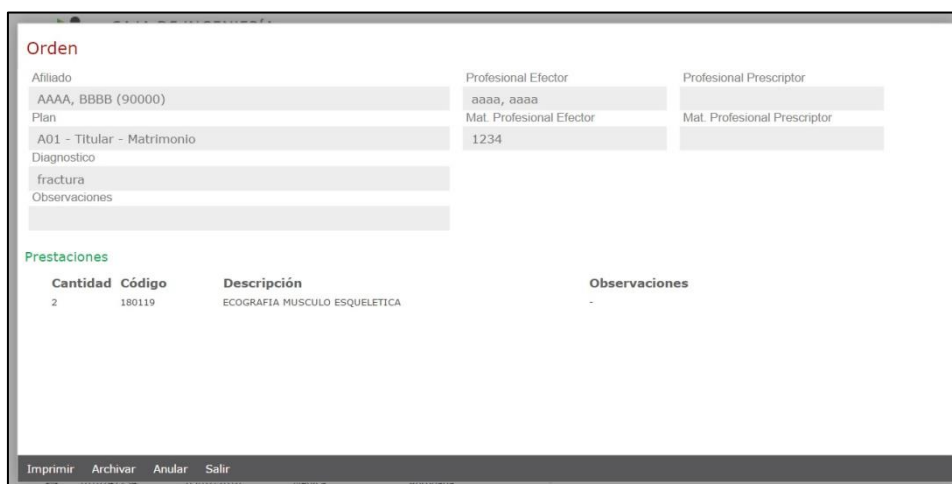 Orden
Afiliado Profesional Efector Profesional Prescriptor
AAAA, BBBB (90000) aaaa, aaaa
Plan Mat. Profesional Efector Mat. Profesional Prescriptor
A01 - Titular - Matrimonio 1234
Diagnostico
fractura
Observaciones
Prestaciones
Cantidad Código Descripción Observaciones
2 180119 ECOGRAFIA MUSCULO ESQUELETICA -
Imprimir Archivar Anular Salir